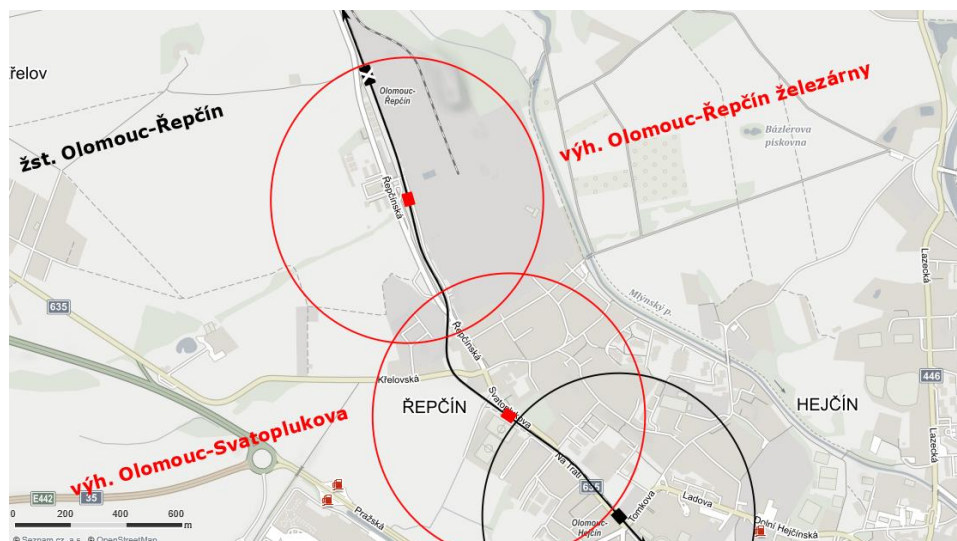 řelov
Olomouc-
Řepčín
žst. Olomouc-Řepčín
výh. Olomouc-Řepčín železárny
Bázlerova
pískovna
Řepčínská
Lazecká
635
Mlýnský p.
Řepčínská
446
Křelovská
Svatoplukova
ŘEPČÍN
HEJČÍN
výh. Olomouc-Svatoplukova
Lazecká
Na Trati
E442
35
635
Ladova
Tomkova
0 200 400 600
m
Pražská
Olomouc-
Hejčín
Dolní Hejčínská
© Seznam.cz, a.s., © OpenStreetMap